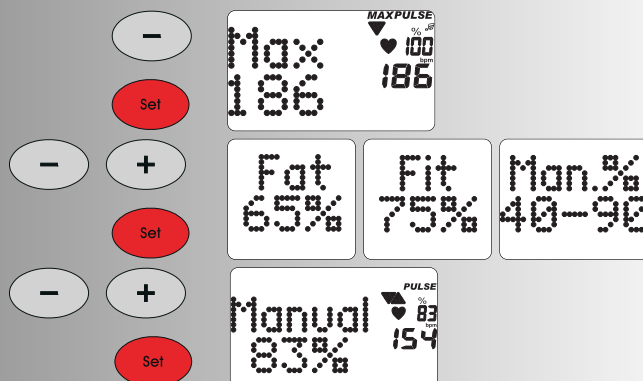 −
MAXPULSE
% 
Max
100
bpm
186
186
Set
− +
Fat
Fit
Man.%
65%
75%
40-90
Set
− +
PULSE
%
Manual
83
bpm
154
83%
Set